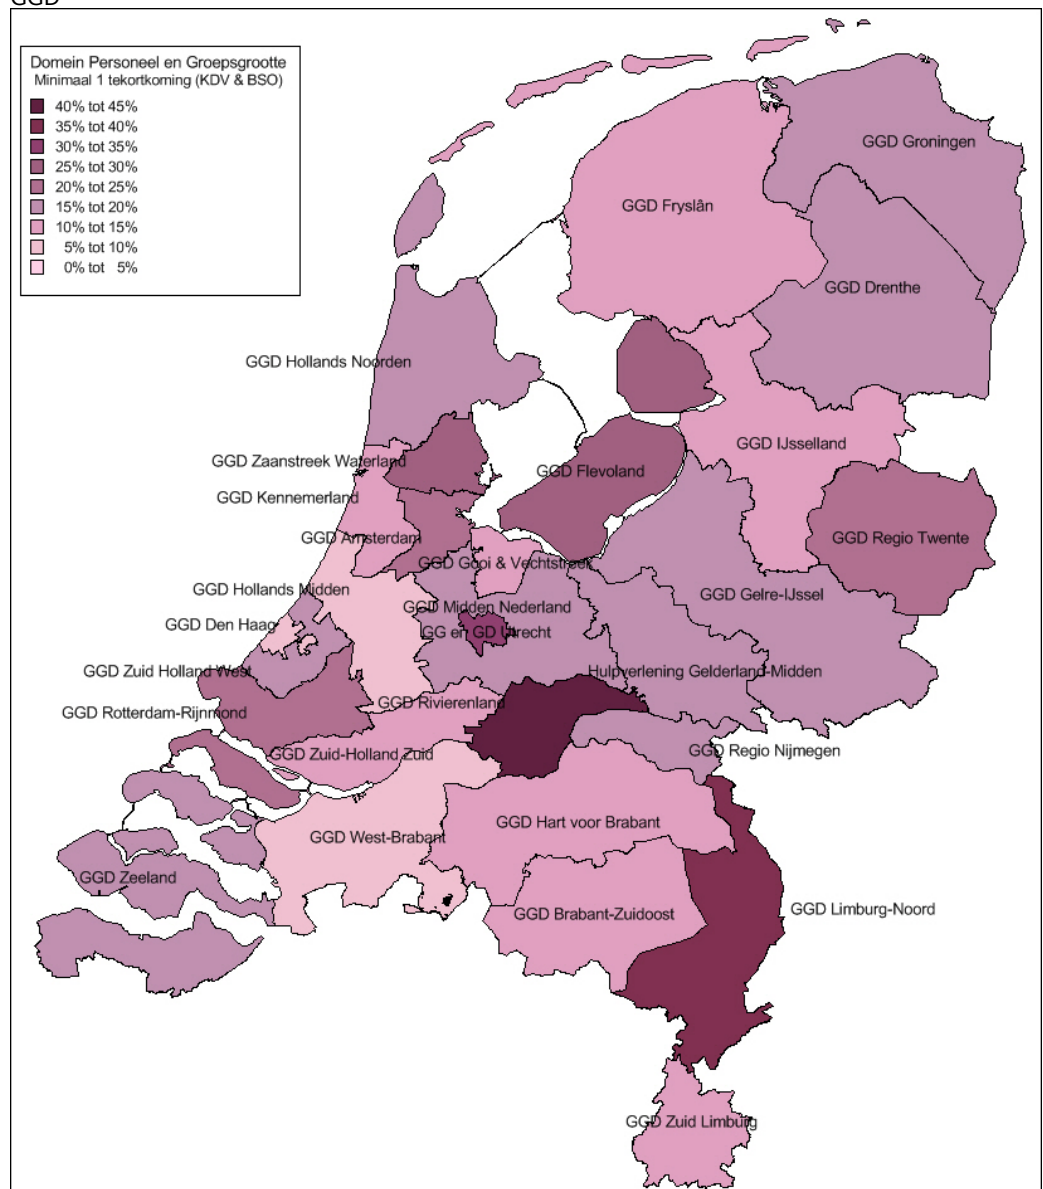 GGD
Domein Personeel en Groepsgrootte
Minimaal 1 tekortkoming (KDV & BSO)
40% tot 45%
35% tot 40%
30% tot 35%
25% tot 30%
20% tot 25%
15% tot 20%
10% tot 15%
5% tot 10%
0% tot 5%
GGD Groningen
GGD Fryslân
GGD Drenthe
GGD Hollands Noorden
GGD IJsselland
GGD Zaanstreek Waterland
GGD Flevoland
GGD Kennemerland
GGD Amsterdam
GGD Regio Twente
GGD Gooi & Vechtstreek
GGD Hollands Midden
GGD Gelre-IJssel
GGD Midden Nederland
GGD Den Haag
GG en GD Utrecht
GGD Zuid Holland West
Hulpverlening Gelderland-Midden
GGD Rivierenland
GGD Rotterdam-Rijnmond
GGD Zuid-Holland Zuid
GGD Regio Nijmegen
GGD Hart voor Brabant
GGD West-Brabant
GGD Zeeland
GGD Brabant-Zuidoost
GGD Limburg-Noord
GGD Zuid Limburg